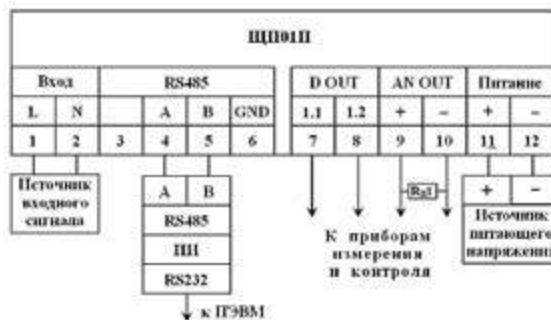 ЩП01П
Вход RS485 D OUT AN OUT Питание
L N A B GND 1.1 1.2 + − + −
1 2 3 4 5 6 7 8 9 10 11 12
Источник входного сигнала
A B
RS485
ПИ
RS232
к ПЭВМ
Rн1
К приборам
измерения
и контроля
+ −
Источник
питающего
напряжения